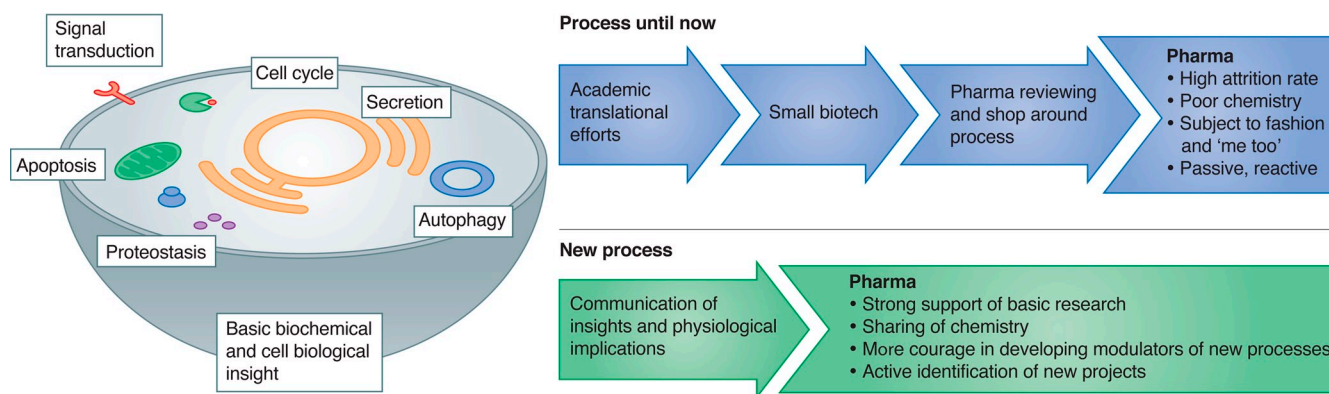 Signal
transduction
Cell cycle
Secretion
Apoptosis
Autophagy
Proteostasis
Basic biochemical
and cell biological
insight
Process until now
Academic
translational
efforts
Small biotech
Pharma reviewing
and shop around
process
Pharma
• High attrition rate
• Poor chemistry
• Subject to fashion
and ‘me too’
• Passive, reactive
New process
Communication of
insights and physiological
implications
Pharma
• Strong support of basic research
• Sharing of chemistry
• More courage in developing modulators of new processes
• Active identification of new projects